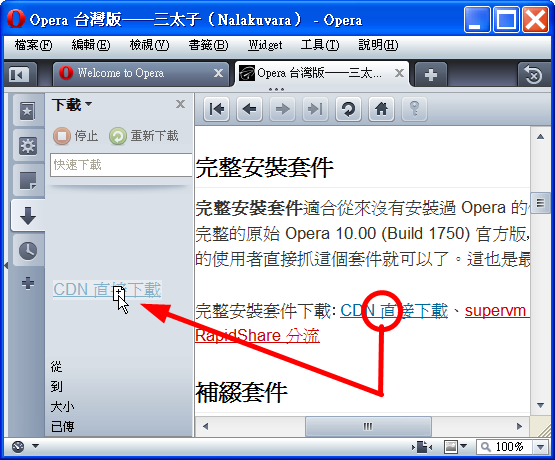 Opera 台灣版——三太子（Nalakuvara） - Opera
檔案(F) 編輯(E) 檢視(V) 書籤(B) Widget 工具(T) 說明(H)
Welcome to Opera
Opera 台灣版——三太子...
下載
停止 重新下載
快速下載
CDN 直接下載
從
到
大小
已傳
完整安裝套件
完整安裝套件適合從來沒有安裝過 Opera 的
完整的原始 Opera 10.00 (Build 1750) 官方版,
的使用者直接抓這個套件就可以了。這也是最
完整安裝套件下載: CDN 直接下載、supervm
RapidShare 分流
補綴套件
100%